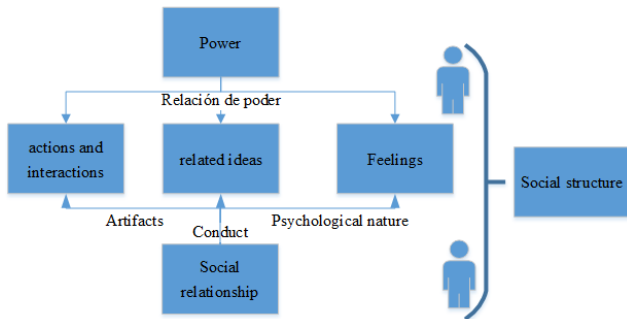 Power
Relación de poder
actions and
interactions
related ideas
Feelings
Social structure
Artifacts
Psychological nature
Conduct
Social
relationship